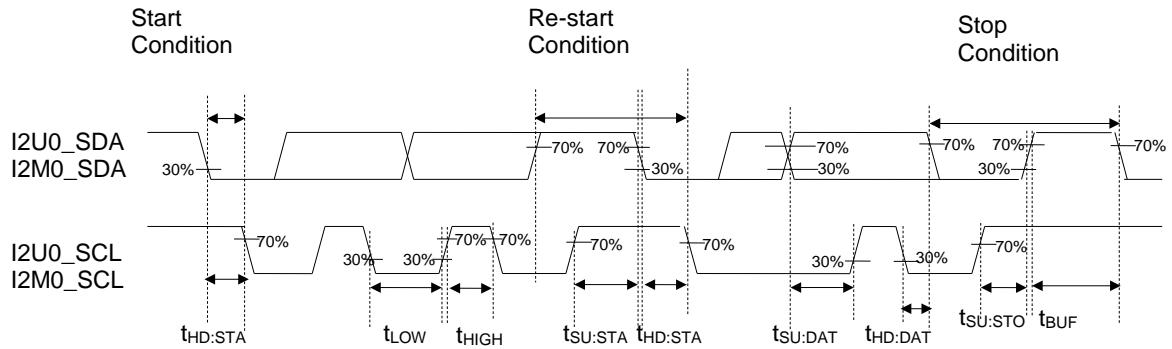 Start
Condition
Re-start
Condition
Stop
Condition
I2U0_SDA
I2M0_SDA
30%
70%
70%
30%
70%
30%
70%
30%
70%
70%
I2U0_SCL
I2M0_SCL
70%
30%
30%
70%
70%
70%
70%
30%
30%
70%
tHD:STA
tLOW
tHIGH
tSU:STA
tHD:STA
tSU:DAT
tHD:DAT
tSU:STO
tBUF